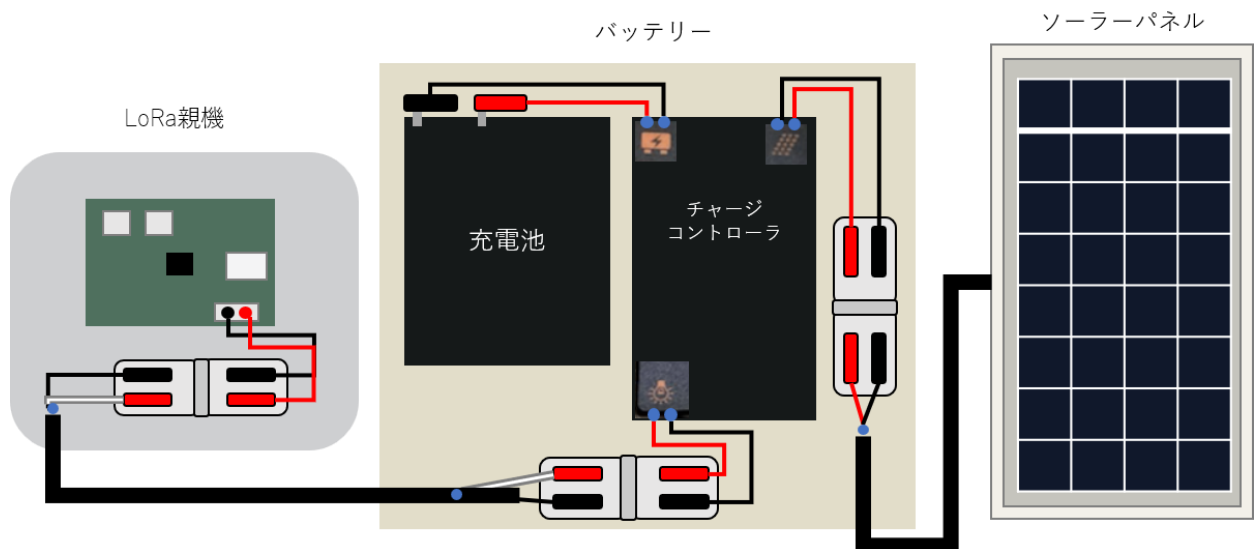 ソーラーパネル
バッテリー
LoRa親機
充電池
チャージ
コントローラ